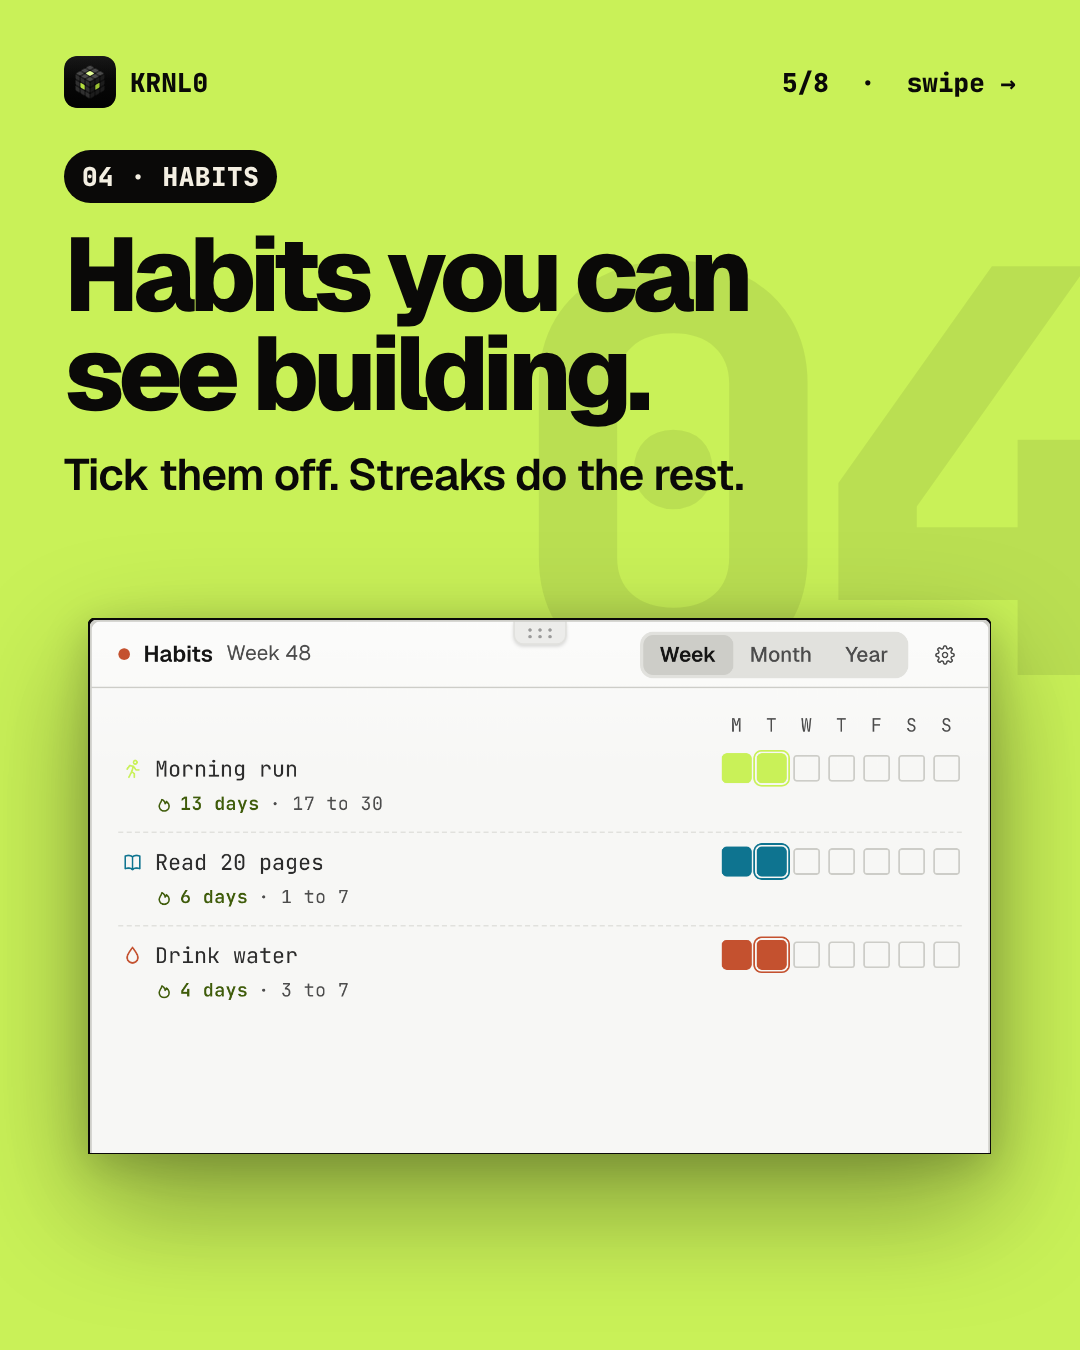 KRNL0
5/8 · swipe →
04 · HABITS
Habits you can
see building.
Tick them off. Streaks do the rest.
04
Habits Week 48
Week Month Year
M T W T F S S
Morning run
13 days · 17 to 30
Read 20 pages
6 days · 1 to 7
Drink water
4 days · 3 to 7